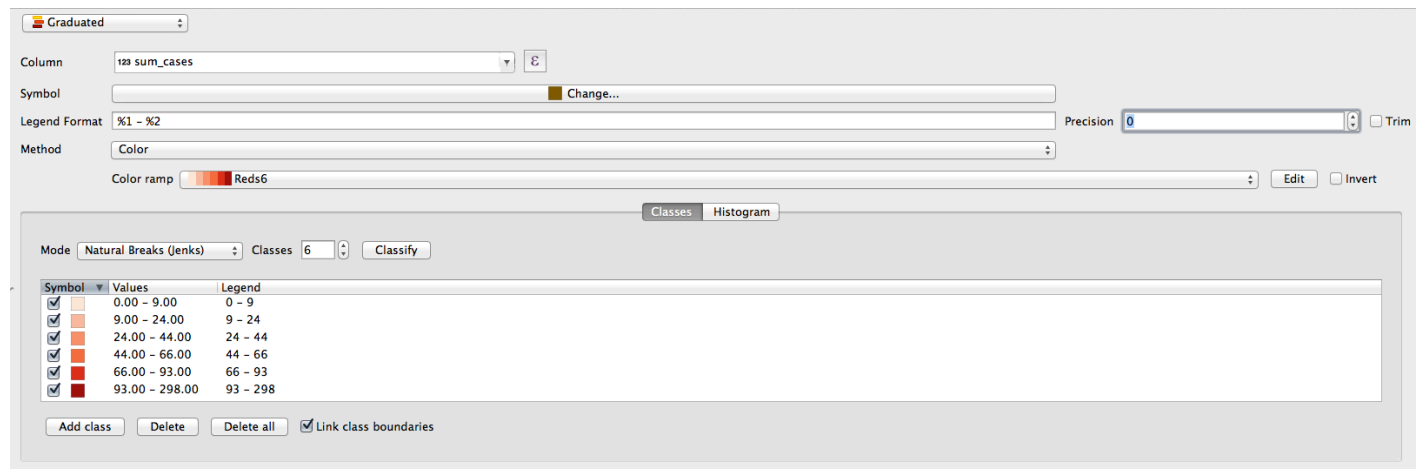 Graduated
Column 123 sum_cases ε
Symbol Change...
Legend Format %1 - %2 Precision 0 Trim
Method Color
Color ramp Reds6 Edit Invert
Classes Histogram
Mode Natural Breaks (Jenks) Classes 6 Classify
Symbol Values Legend
0.00 - 9.00 0 - 9
9.00 - 24.00 9 - 24
24.00 - 44.00 24 - 44
44.00 - 66.00 44 - 66
66.00 - 93.00 66 - 93
93.00 - 298.00 93 - 298
Add class Delete Delete all Link class boundaries